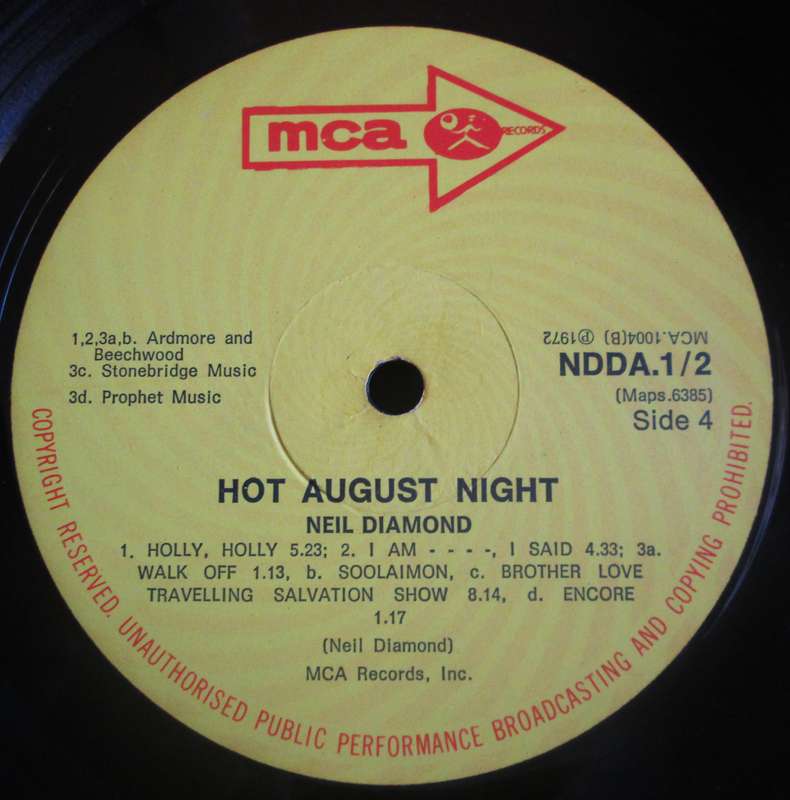 mca RECORDS
1,2,3a,b. Ardmore and
Beechwood
3c. Stonebridge Music
3d. Prophet Music
MCA.1004(B) ℗ 1972
NDDA.1/2
(Maps.6385)
Side 4
HOT AUGUST NIGHT
NEIL DIAMOND
1. HOLLY, HOLLY 5.23; 2. I AM - - - -, I SAID 4.33; 3a.
WALK OFF 1.13, b. SOOLAIMON, c. BROTHER LOVE
TRAVELLING SALVATION SHOW 8.14, d. ENCORE
1.17
(Neil Diamond)
MCA Records, Inc.
COPYRIGHT RESERVED. UNAUTHORISED PUBLIC PERFORMANCE BROADCASTING AND COPYING PROHIBITED.